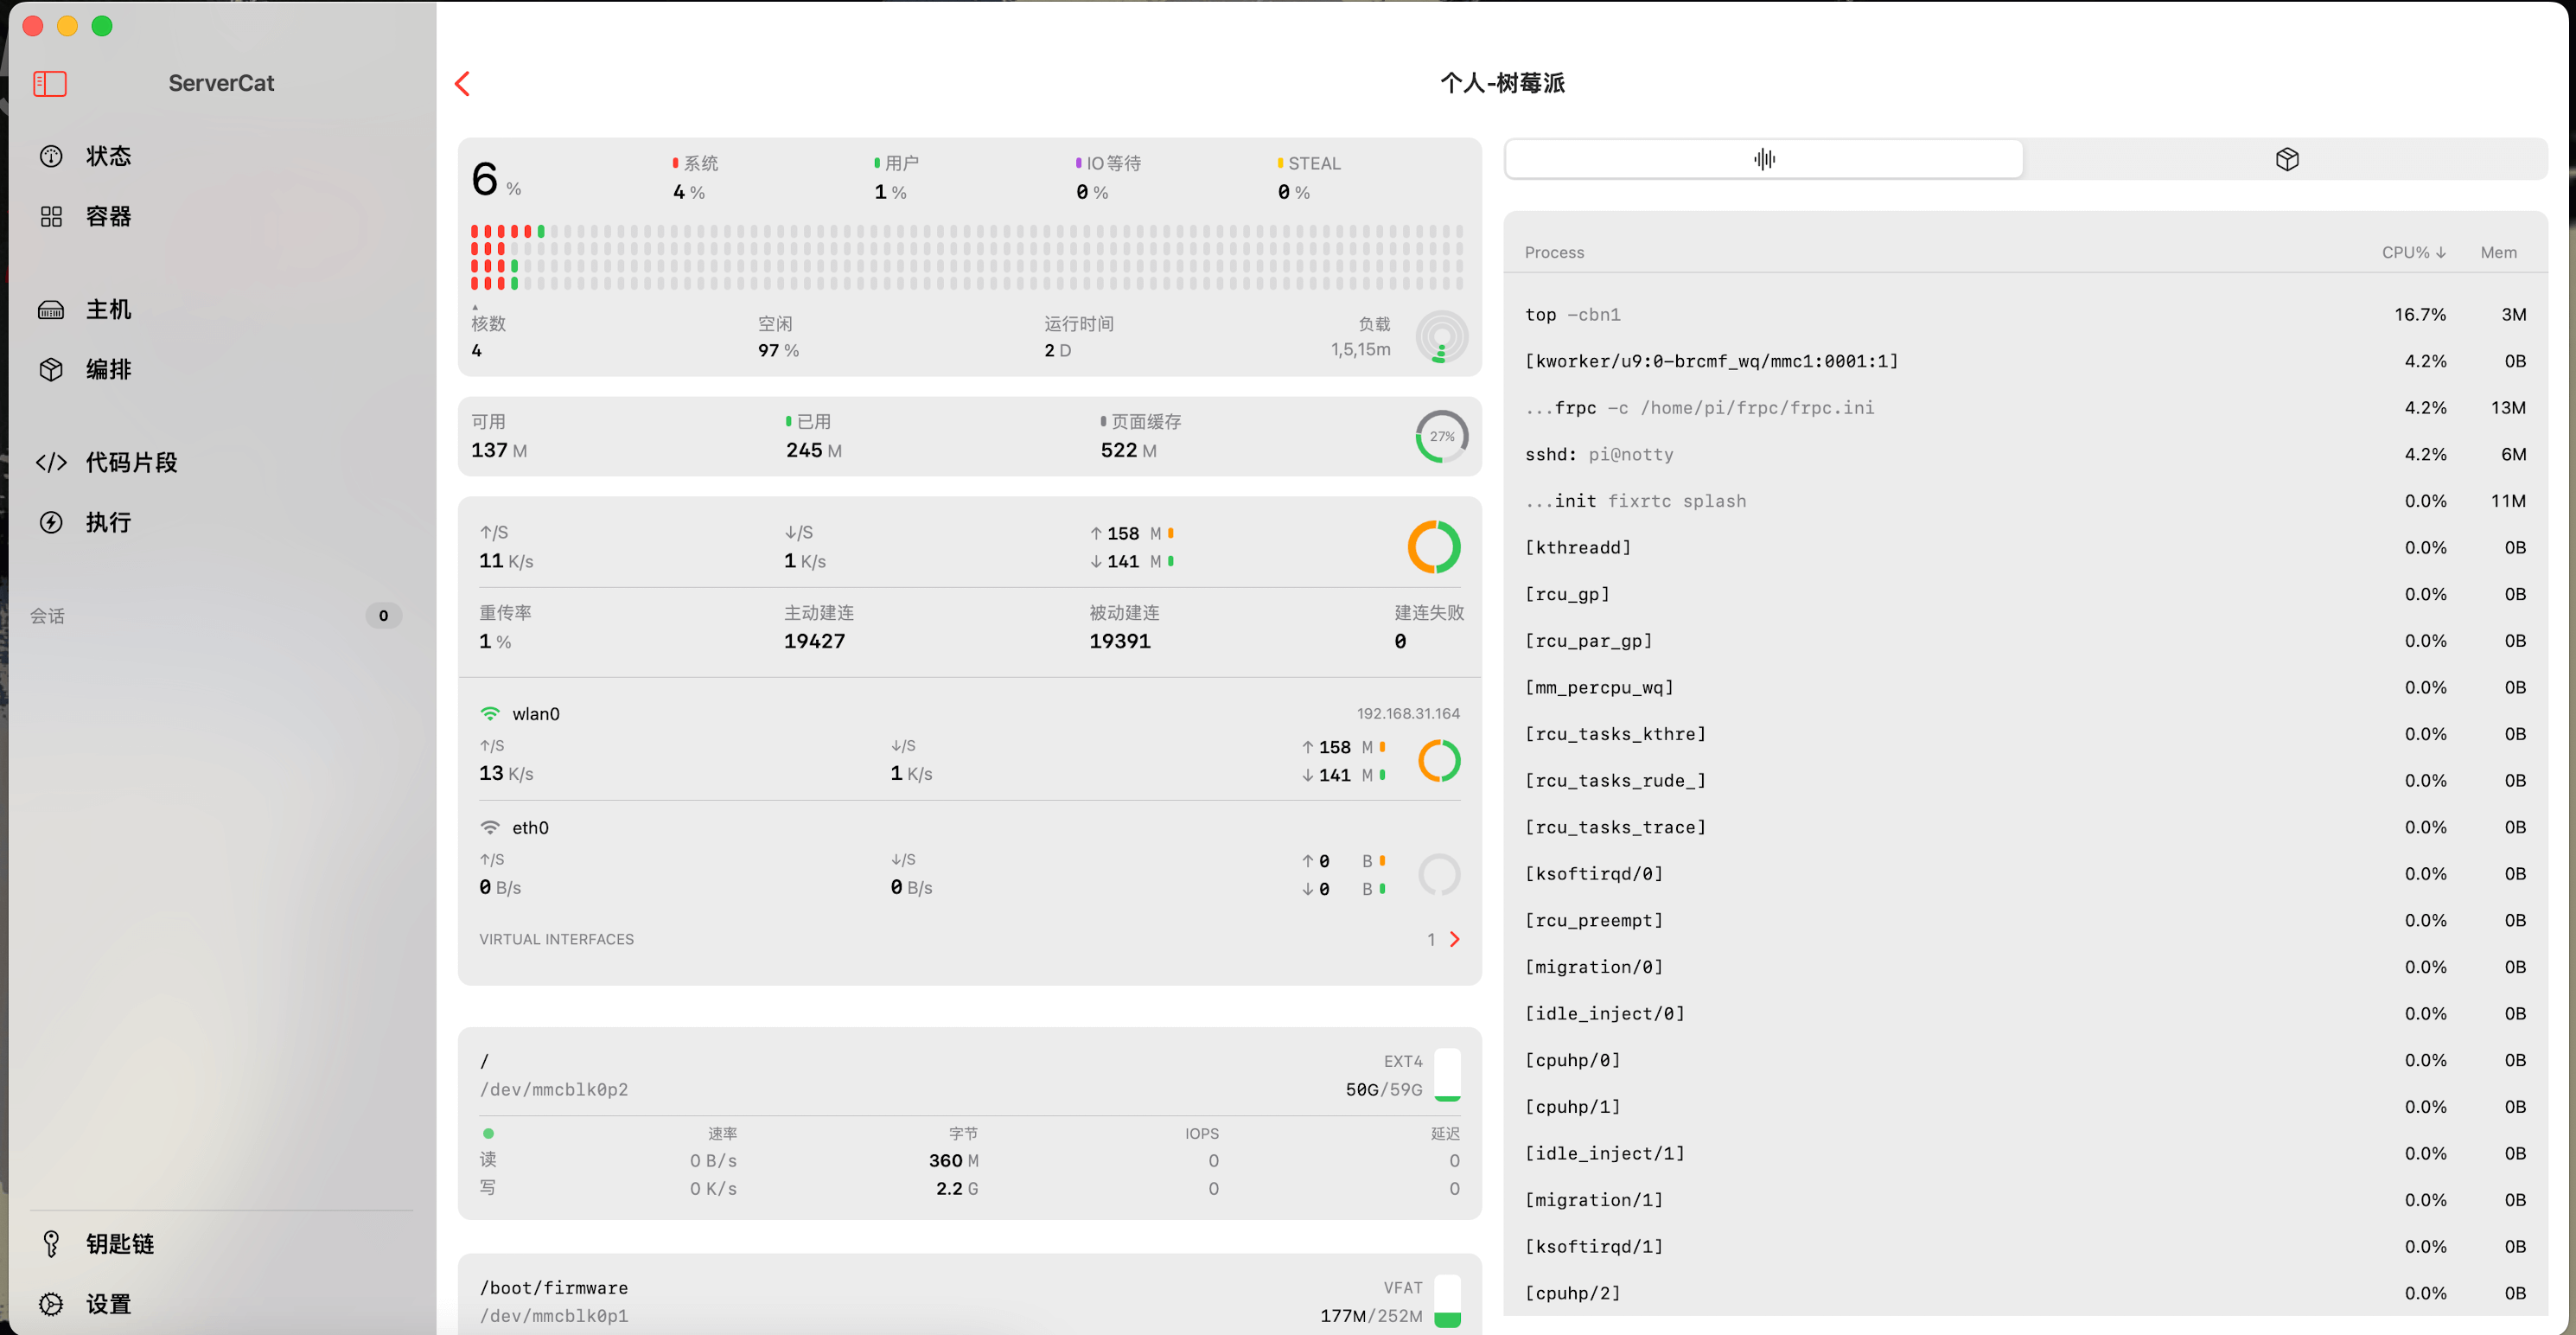 ServerCat
状态
容器
主机
编排
代码片段
执行
会话 0
钥匙链
设置
个人-树莓派
6 % 系统 用户 IO等待 STEAL
4 % 1 % 0 % 0 %
核数 空闲 运行时间 负载
4 97 % 2 D 1,5,15m
可用 已用 页面缓存
137 M 245 M 522 M 27%
↑/S ↓/S ↑ 158 M
11 K/s 1 K/s ↓ 141 M
重传率 主动建连 被动建连 建连失败
1 % 19427 19391 0
wlan0 192.168.31.164
↑/S ↓/S ↑ 158 M
13 K/s 1 K/s ↓ 141 M
eth0
↑/S ↓/S ↑ 0 B
0 B/s 0 B/s ↓ 0 B
VIRTUAL INTERFACES 1
/ EXT4
/dev/mmcblk0p2 50G/59G
速率 字节 IOPS 延迟
读 0 B/s 360 M 0 0
写 0 K/s 2.2 G 0 0
/boot/firmware VFAT
/dev/mmcblk0p1 177M/252M
Process CPU% ↓ Mem
top -cbn1 16.7% 3M
[kworker/u9:0-brcmf_wq/mmc1:0001:1] 4.2% 0B
...frpc -c /home/pi/frpc/frpc.ini 4.2% 13M
sshd: pi@notty 4.2% 6M
...init fixrtc splash 0.0% 11M
[kthreadd] 0.0% 0B
[rcu_gp] 0.0% 0B
[rcu_par_gp] 0.0% 0B
[mm_percpu_wq] 0.0% 0B
[rcu_tasks_kthre] 0.0% 0B
[rcu_tasks_rude_] 0.0% 0B
[rcu_tasks_trace] 0.0% 0B
[ksoftirqd/0] 0.0% 0B
[rcu_preempt] 0.0% 0B
[migration/0] 0.0% 0B
[idle_inject/0] 0.0% 0B
[cpuhp/0] 0.0% 0B
[cpuhp/1] 0.0% 0B
[idle_inject/1] 0.0% 0B
[migration/1] 0.0% 0B
[ksoftirqd/1] 0.0% 0B
[cpuhp/2] 0.0% 0B